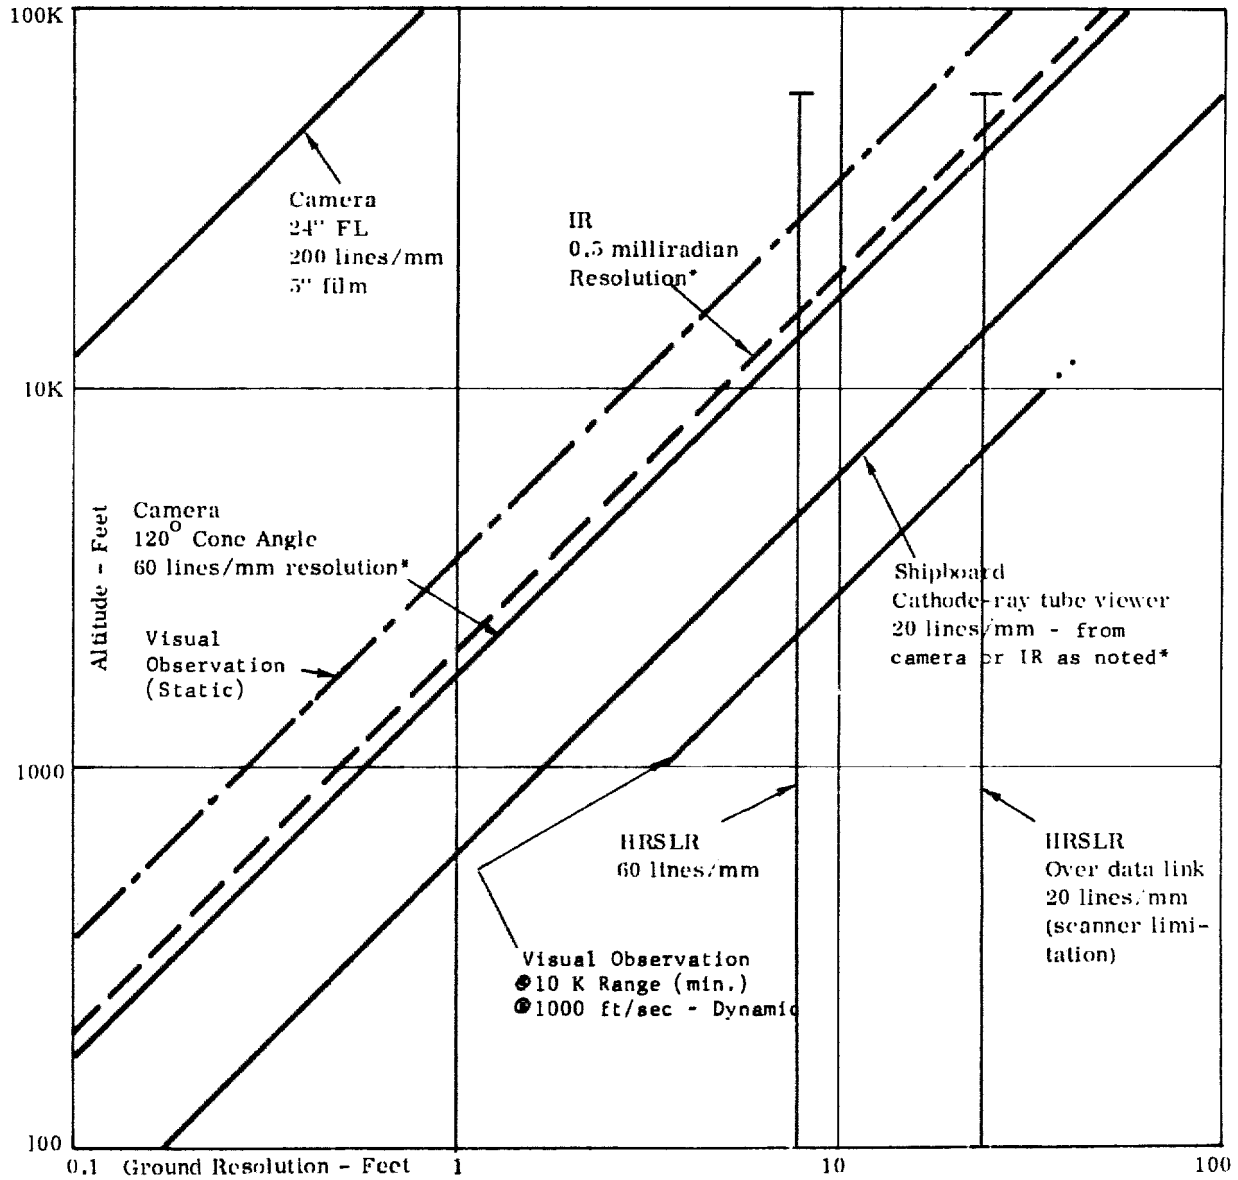 100K
Camera
24" FL
200 lines/mm
5" film
IR
0.5 milliradian
Resolution*
10K
Altitude - Feet
Camera
120° Cone Angle
60 lines/mm resolution*
Visual
Observation
(Static)
Shipboard
Cathode-ray tube viewer
20 lines/mm - from
camera or IR as noted*
1000
HRSLR
60 lines/mm
HRSLR
Over data link
20 lines/mm
(scanner limi-
tation)
Visual Observation
@10 K Range (min.)
@1000 ft/sec - Dynamic
100
0.1 Ground Resolution - Feet 1 10 100